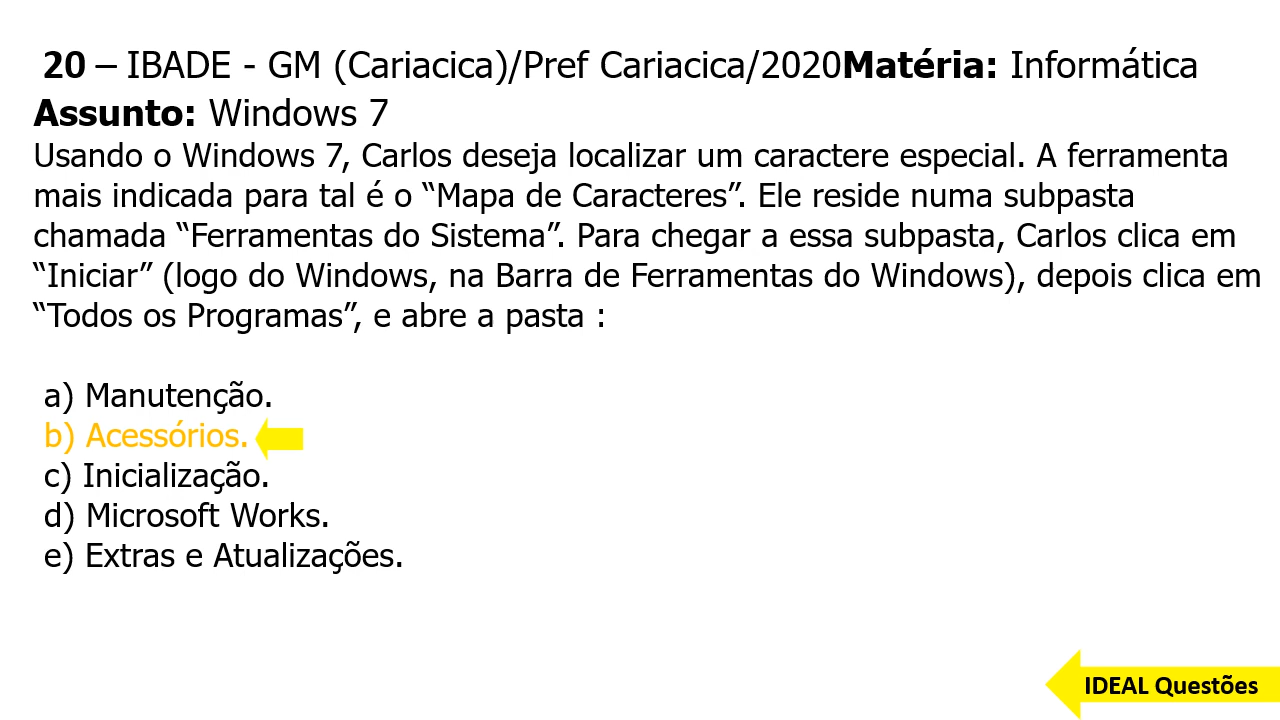 20 – IBADE - GM (Cariacica)/Pref Cariacica/2020Matéria: Informática
Assunto: Windows 7
Usando o Windows 7, Carlos deseja localizar um caractere especial. A ferramenta
mais indicada para tal é o “Mapa de Caracteres”. Ele reside numa subpasta
chamada “Ferramentas do Sistema”. Para chegar a essa subpasta, Carlos clica em
“Iniciar” (logo do Windows, na Barra de Ferramentas do Windows), depois clica em
“Todos os Programas”, e abre a pasta :
a) Manutenção.
b) Acessórios.
c) Inicialização.
d) Microsoft Works.
e) Extras e Atualizações.
IDEAL Questões